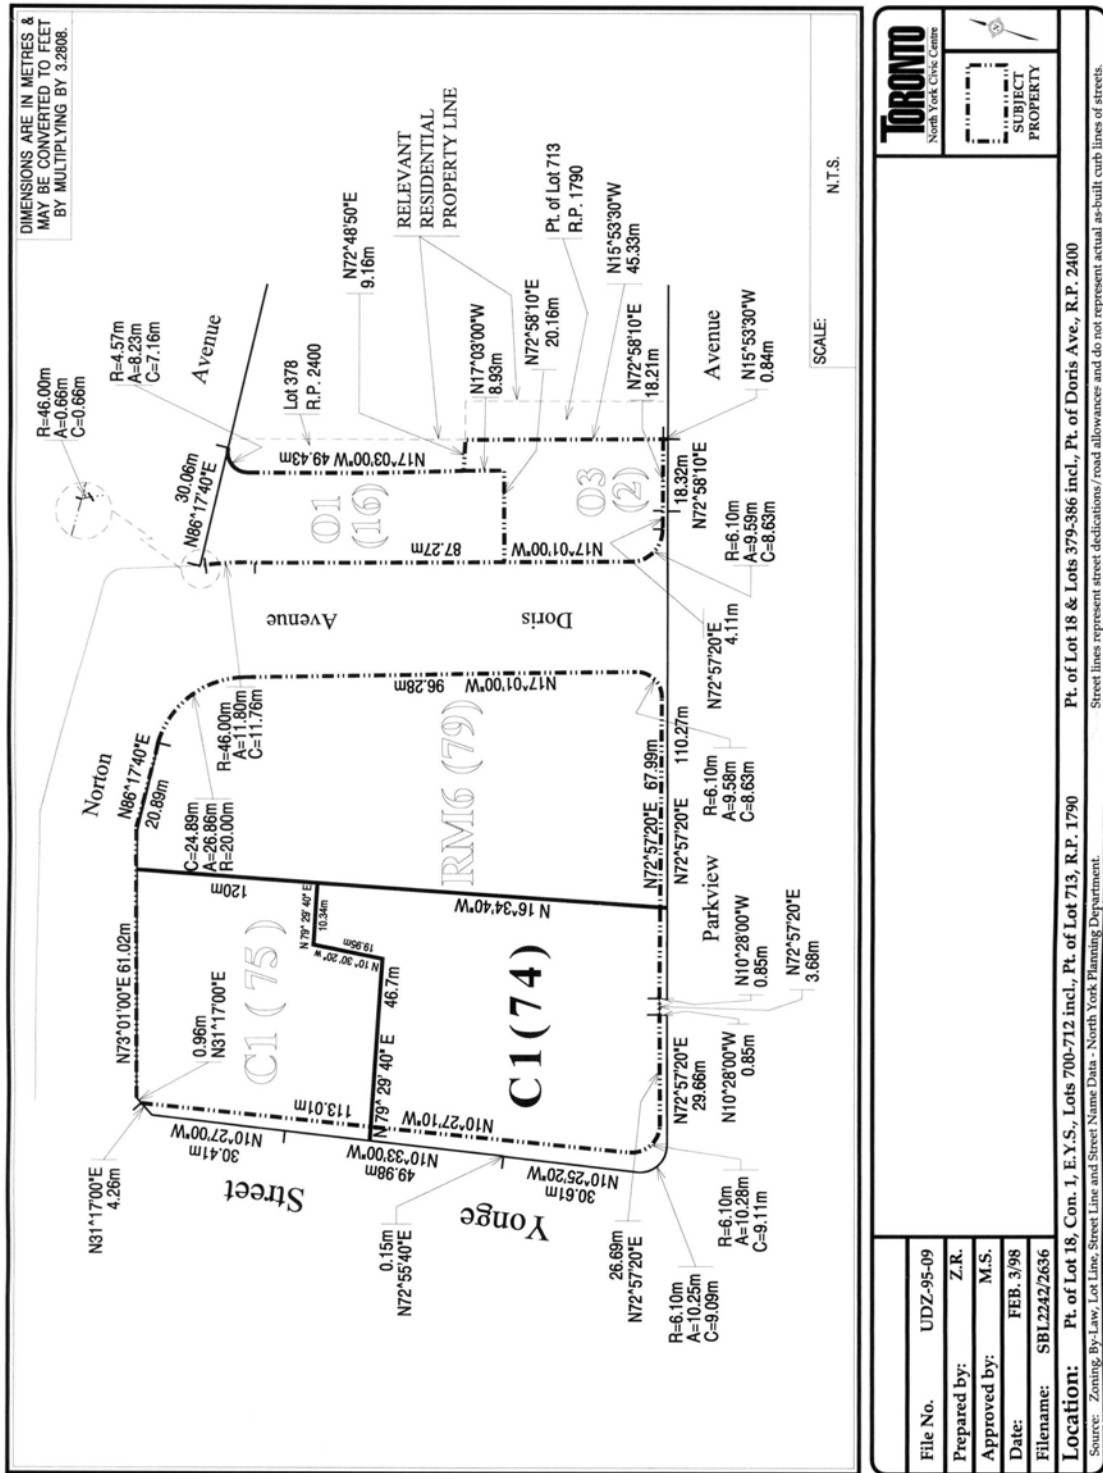 DIMENSIONS ARE IN METRES &
MAY BE CONVERTED TO FEET
BY MULTIPLYING BY 3.2808.
R=46.00m
A=0.66m
C=0.66m
30.06m
N86^17'40"E
Avenue
R=4.57m
A=8.23m
C=7.16m
Lot 378
R.P. 2400
N72^48'50"E
9.16m
RELEVANT
RESIDENTIAL
PROPERTY LINE
N17^03'00"W 49.43m
O1
(16)
87.27m
N17^03'00"W
8.93m
N72^58'10"E
20.16m
Pt. of Lot 713
R.P. 1790
N15^53'30"W
45.33m
O3
(2)
N17^01'00"W
N72^58'10"E
18.21m
18.32m
N72^58'10"E
Avenue
N15^53'30"W
0.84m
R=6.10m
A=9.59m
C=8.63m
N72^57'20"E
4.11m
Avenue
Doris
Norton
N86^17'40"E
20.89m
R=46.00m
A=11.80m
C=11.76m
C=24.89m
A=26.86m
R=20.00m
96.28m
N17^01'00"W
RM6 (79)
N72^57'20"E 67.99m
N72^57'20"E
110.27m
R=6.10m
A=9.58m
C=8.63m
Parkview
120m
N 16^34'40"W
N73^01'00"E 61.02m
0.96m
N31^17'00"E
C1 (75)
N 79^ 29' 40" E
10.34m
19.95m
N 10^ 30' 20" W
46.7m
N 79^ 29' 40" E
C1(74)
113.01m
N10^27'10"W
N10^28'00"W
0.85m
N72^57'20"E
3.68m
N72^57'20"E
29.66m
N10^28'00"W
0.85m
N31^17'00"E
4.26m
N10^27'00"W
30.41m
N10^33'00"W
49.98m
N10^25'20"W
30.61m
Street
Yonge
0.15m
N72^55'40"E
26.69m
N72^57'20"E
R=6.10m
A=10.28m
C=9.11m
R=6.10m
A=10.25m
C=9.09m
SCALE:
N.T.S.
TORONTO
North York Civic Centre
N
SUBJECT
PROPERTY
File No. UDZ-95-09
Prepared by: Z.R.
Approved by: M.S.
Date: FEB. 3/98
Filename: SBL2242/2636
Location: Pt. of Lot 18, Con. 1, E.Y.S., Lots 700-712 incl., Pt. of Lot 713, R.P. 1790 Pt. of Lot 18 & Lots 379-386 incl., Pt. of Doris Ave., R.P. 2400
Source: Zoning, By-Law, Lot Line, Street Line and Street Name Data - North York Planning Department. Street lines represent street dedications/road allowances and do not represent actual as-built curb lines of streets.